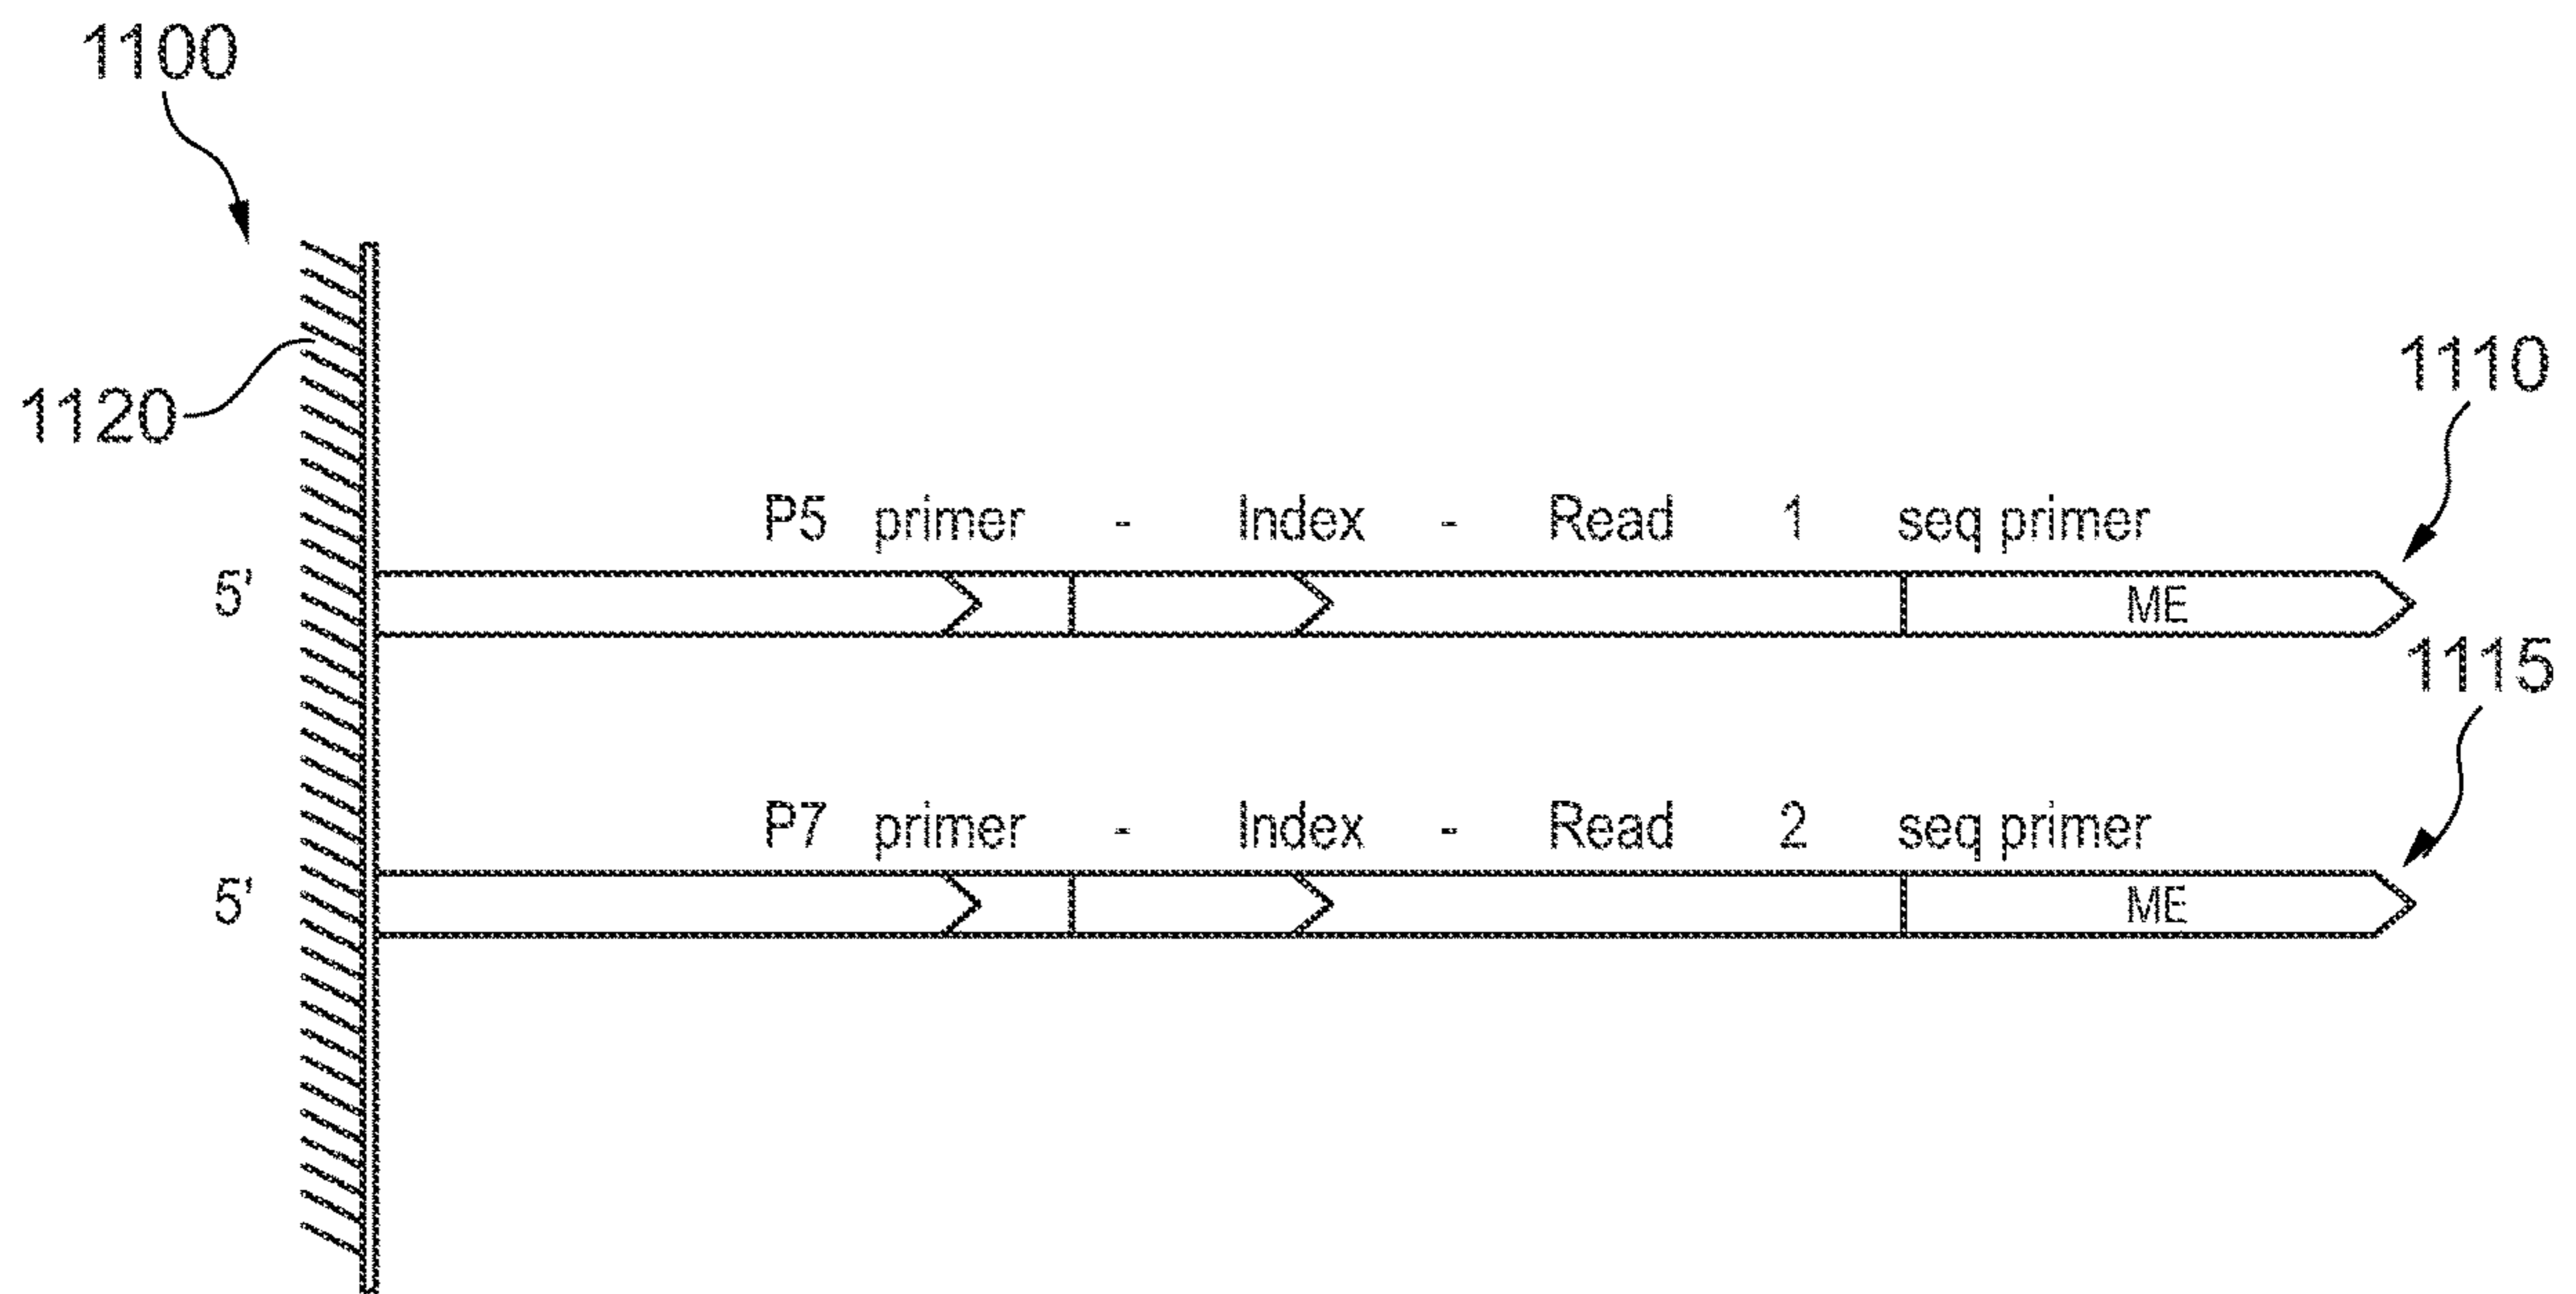 1100
1120
1110
P5 primer - Index - Read 1 seq primer
5'
ME
1115
P7 primer - Index - Read 2 seq primer
5'
ME